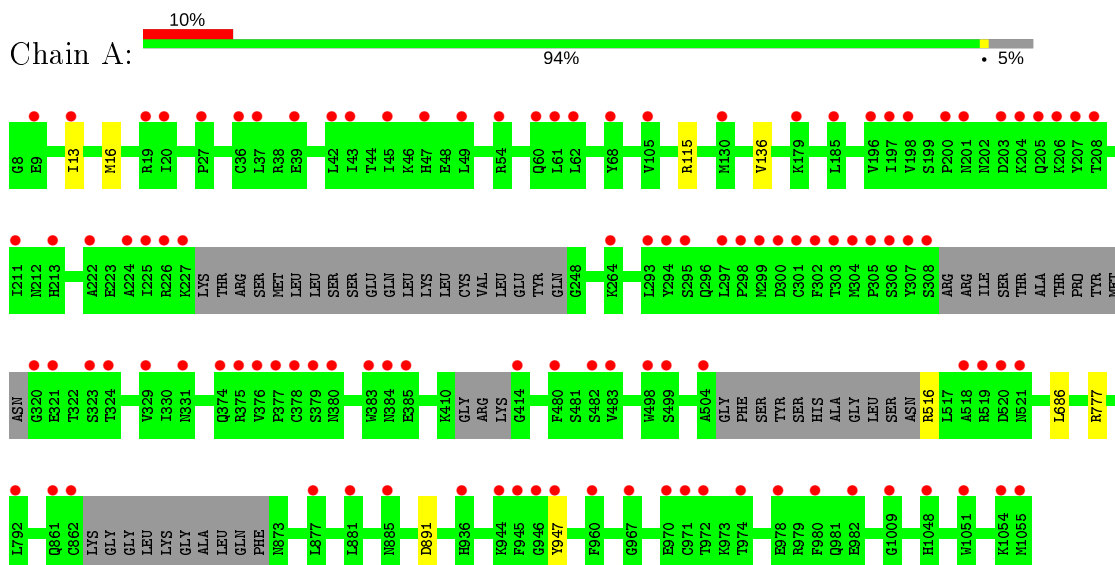 10%
Chain A:
94% • 5%
G8 E9 I13 M16 R19 I20 P27 C36 L37 R38 E39 L42 I43 T44 I45 K46 H47 E48 L49 R54 Q60 L61 L62 Y68 V105 R115 M130 V136 K179 L185 V196 I197 V198 S199 P200 N201 N202 D203 K204 Q205 K206 Y207 T208
I211 N212 H213 A222 E223 A224 I225 R226 K227 LYS THR ARG SER MET LEU LEU SER SER GLU GLN LYS LEU CYS VAL LEU GLU TYR GLN G248 K264 L293 Y294 S295 Q296 L297 P298 M299 D300 C301 F302 T303 M304 P305 S306 Y307 S308 ARG ARG ILE SER THR ALA THR PRO TYR MET
ASN G320 E321 T322 S323 T324 V329 I330 N331 Q374 R375 V376 P377 C378 S379 N380 W383 N384 E385 K410 GLY ARG LYS G414 F480 S481 S482 V483 W498 S499 A504 GLY PHE SER TYR SER HIS ALA GLY LEU SER ASN R516 L517 A518 R519 D520 N521 L686 R777
L792 Q861 C862 LYS GLY GLY LEU LYS GLY ALA LEU GLN PHE N873 L877 L881 N885 D891 H936 K944 F945 G946 Y947 F960 G967 E970 C971 T972 K973 T974 E978 R979 F980 Q981 E982 G1009 H1048 W1051 K1054 M1055